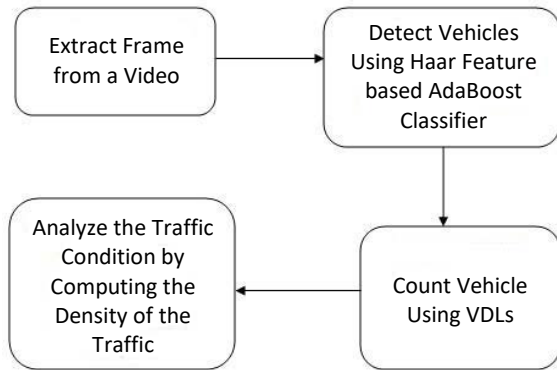 Extract Frame
from a Video
Detect Vehicles
Using Haar Feature
based AdaBoost
Classifier
Count Vehicle
Using VDLs
Analyze the Traffic
Condition by
Computing the
Density of the
Traffic